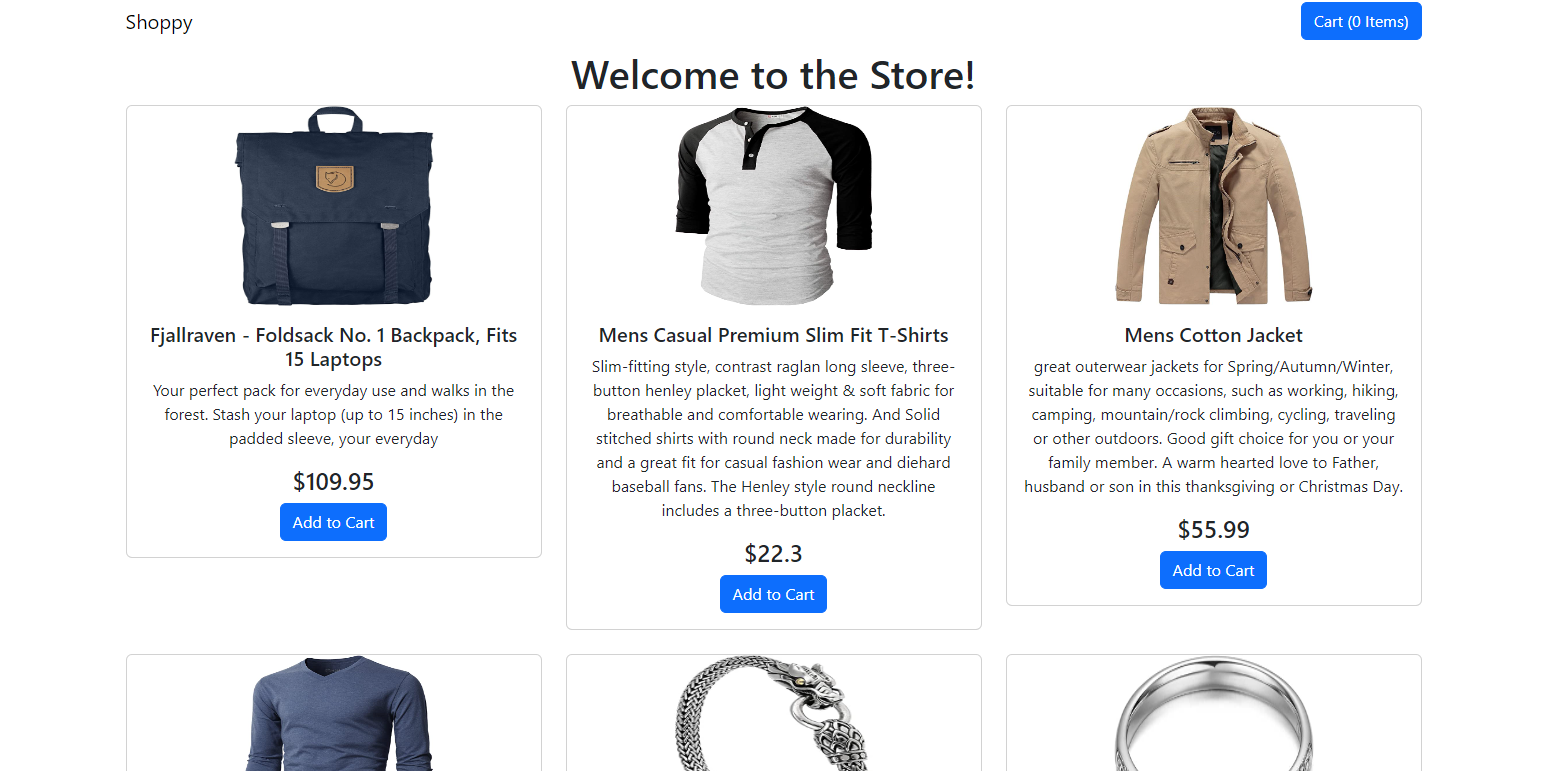 Shoppy
Cart (0 Items)
Welcome to the Store!
Fjallraven - Foldsack No. 1 Backpack, Fits
15 Laptops
Your perfect pack for everyday use and walks in the
forest. Stash your laptop (up to 15 inches) in the
padded sleeve, your everyday
$109.95
Add to Cart
Mens Casual Premium Slim Fit T-Shirts
Slim-fitting style, contrast raglan long sleeve, three-
button henley placket, light weight & soft fabric for
breathable and comfortable wearing. And Solid
stitched shirts with round neck made for durability
and a great fit for casual fashion wear and diehard
baseball fans. The Henley style round neckline
includes a three-button placket.
$22.3
Add to Cart
Mens Cotton Jacket
great outerwear jackets for Spring/Autumn/Winter,
suitable for many occasions, such as working, hiking,
camping, mountain/rock climbing, cycling, traveling
or other outdoors. Good gift choice for you or your
family member. A warm hearted love to Father,
husband or son in this thanksgiving or Christmas Day.
$55.99
Add to Cart